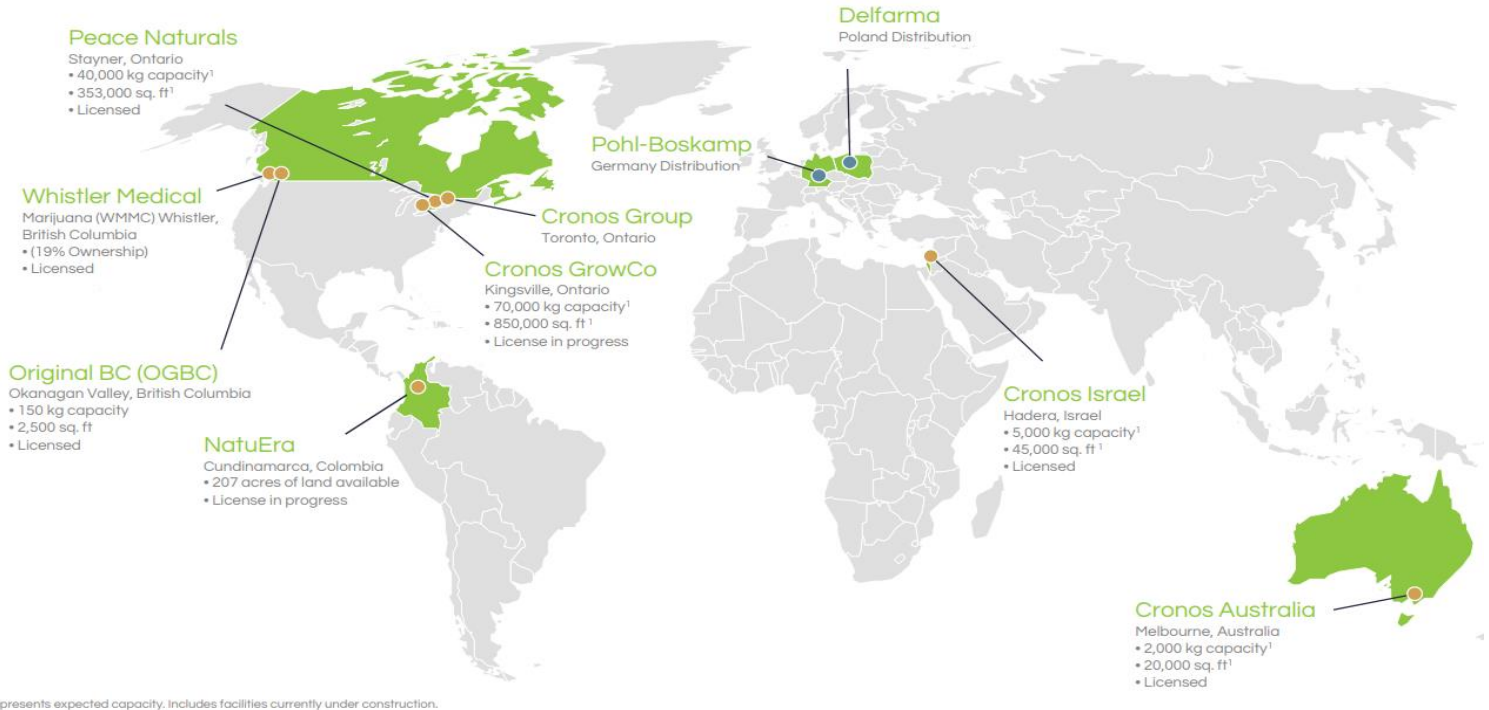 Peace Naturals
Stayner, Ontario
• 40,000 kg capacity¹
• 353,000 sq. ft¹
• Licensed
Delfarma
Poland Distribution
Pohl-Boskamp
Germany Distribution
Whistler Medical
Marijuana (WMMC) Whistler,
British Columbia
• (19% Ownership)
• Licensed
Cronos Group
Toronto, Ontario
Cronos GrowCo
Kingsville, Ontario
• 70,000 kg capacity¹
• 850,000 sq. ft ¹
• License in progress
Original BC (OGBC)
Okanagan Valley, British Columbia
• 150 kg capacity
• 2,500 sq. ft
• Licensed
NatuEra
Cundinamarca, Colombia
• 207 acres of land available
• License in progress
Cronos Israel
Hadera, Israel
• 5,000 kg capacity¹
• 45,000 sq. ft ¹
• Licensed
Cronos Australia
Melbourne, Australia
• 2,000 kg capacity¹
• 20,000 sq. ft¹
• Licensed
presents expected capacity. Includes facilities currently under construction.